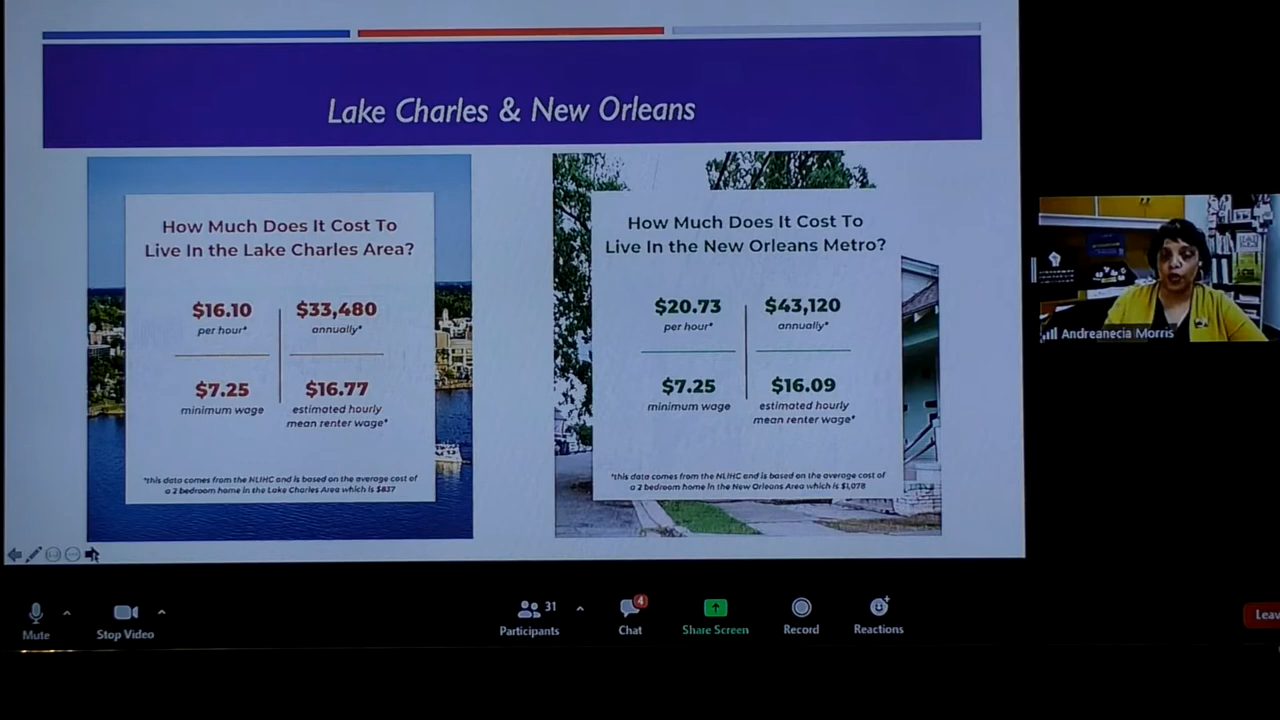 Lake Charles & New Orleans
How Much Does It Cost To
Live In the Lake Charles Area?
$16.10
per hour*
$33,480
annually*
$7.25
minimum wage
$16.77
estimated hourly
mean renter wage*
*this data comes from the NLIHC and is based on the average cost of
a 2 bedroom home in the Lake Charles Area which is $837
How Much Does It Cost To
Live In the New Orleans Metro?
$20.73
per hour*
$43,120
annually*
$7.25
minimum wage
$16.09
estimated hourly
mean renter wage*
*this data comes from the NLIHC and is based on the average cost of
a 2 bedroom home in the New Orleans Area which is $1,078
Andreanecia Morris
Mute
Stop Video
31
Participants
4
Chat
Share Screen
Record
Reactions
Leav